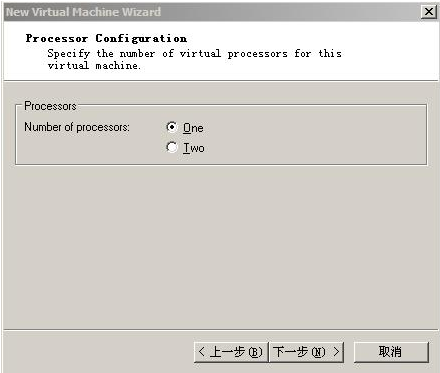 New Virtual Machine Wizard
Processor Configuration
Specify the number of virtual processors for this
virtual machine.
Processors
Number of processors:
One
Two
< 上一步(B) 下一步(N) > 取消